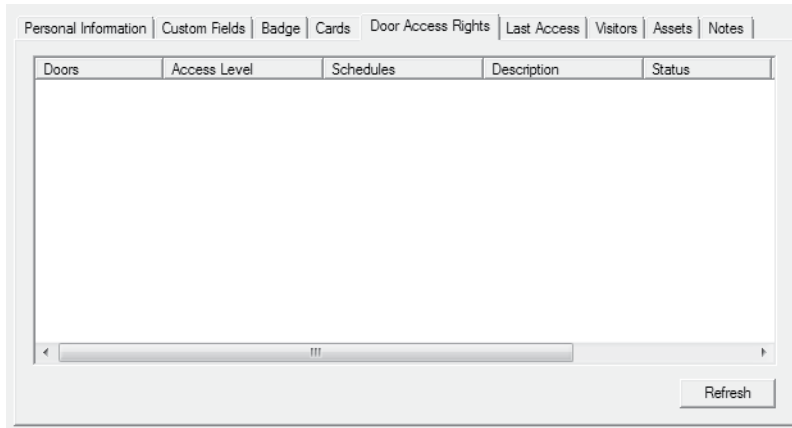 Personal Information Custom Fields Badge Cards Door Access Rights Last Access Visitors Assets Notes
Doors Access Level Schedules Description Status
Refresh